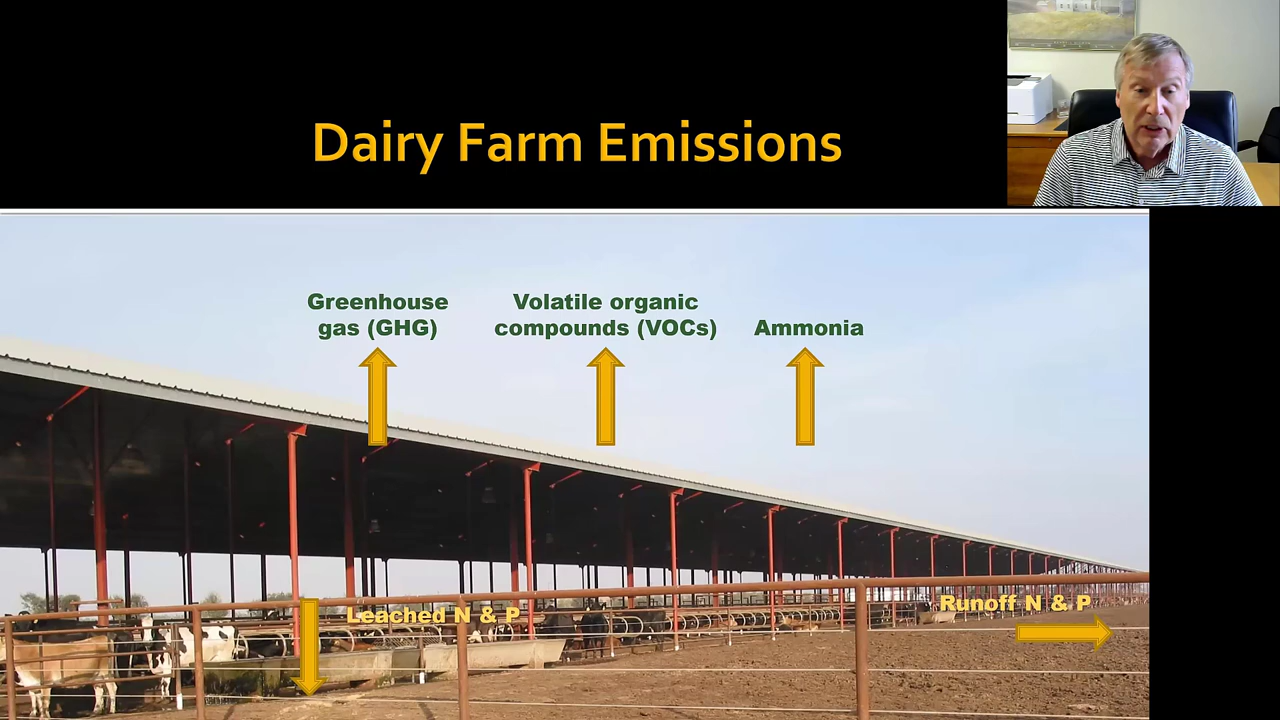 Dairy Farm Emissions
Greenhouse
gas (GHG)
Volatile organic
compounds (VOCs)
Ammonia
Leached N & P
Runoff N & P